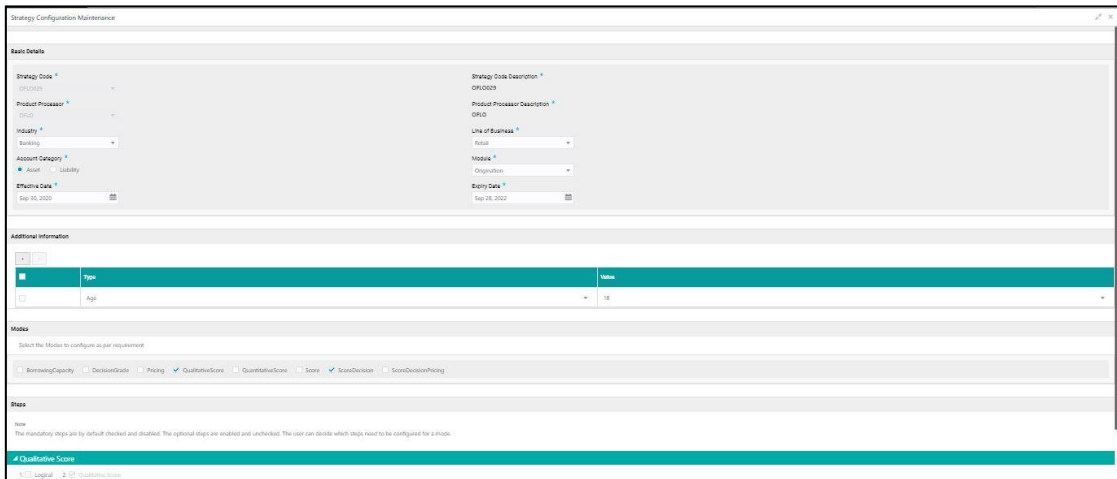 Strategy Configuration Maintenance
Basic Details
Strategy Code * Strategy Code Description *
OFLO029 OFLO029
Product Processor * Product Processor Description *
OFLO OFLO
Industry * Line of Business *
Banking Retail
Account Category * Module *
Asset Liability Origination
Effective Date * Expiry Date *
Sep 30, 2020 Sep 28, 2022
Additional Information
Type Value
Age 18
Modes
Select the Modes to configure as per requirement
BorrowingCapacity DecisionGrade Pricing QualitativeScore QuantitativeScore Score ScoreDecision ScoreDecisionPricing
Steps
Note
The mandatory steps are by default checked and disabled. The optional steps are enabled and unchecked. The user can decide which steps need to be configured for a mode.
Qualitative Score
1. Logical 2. Qualitative Score